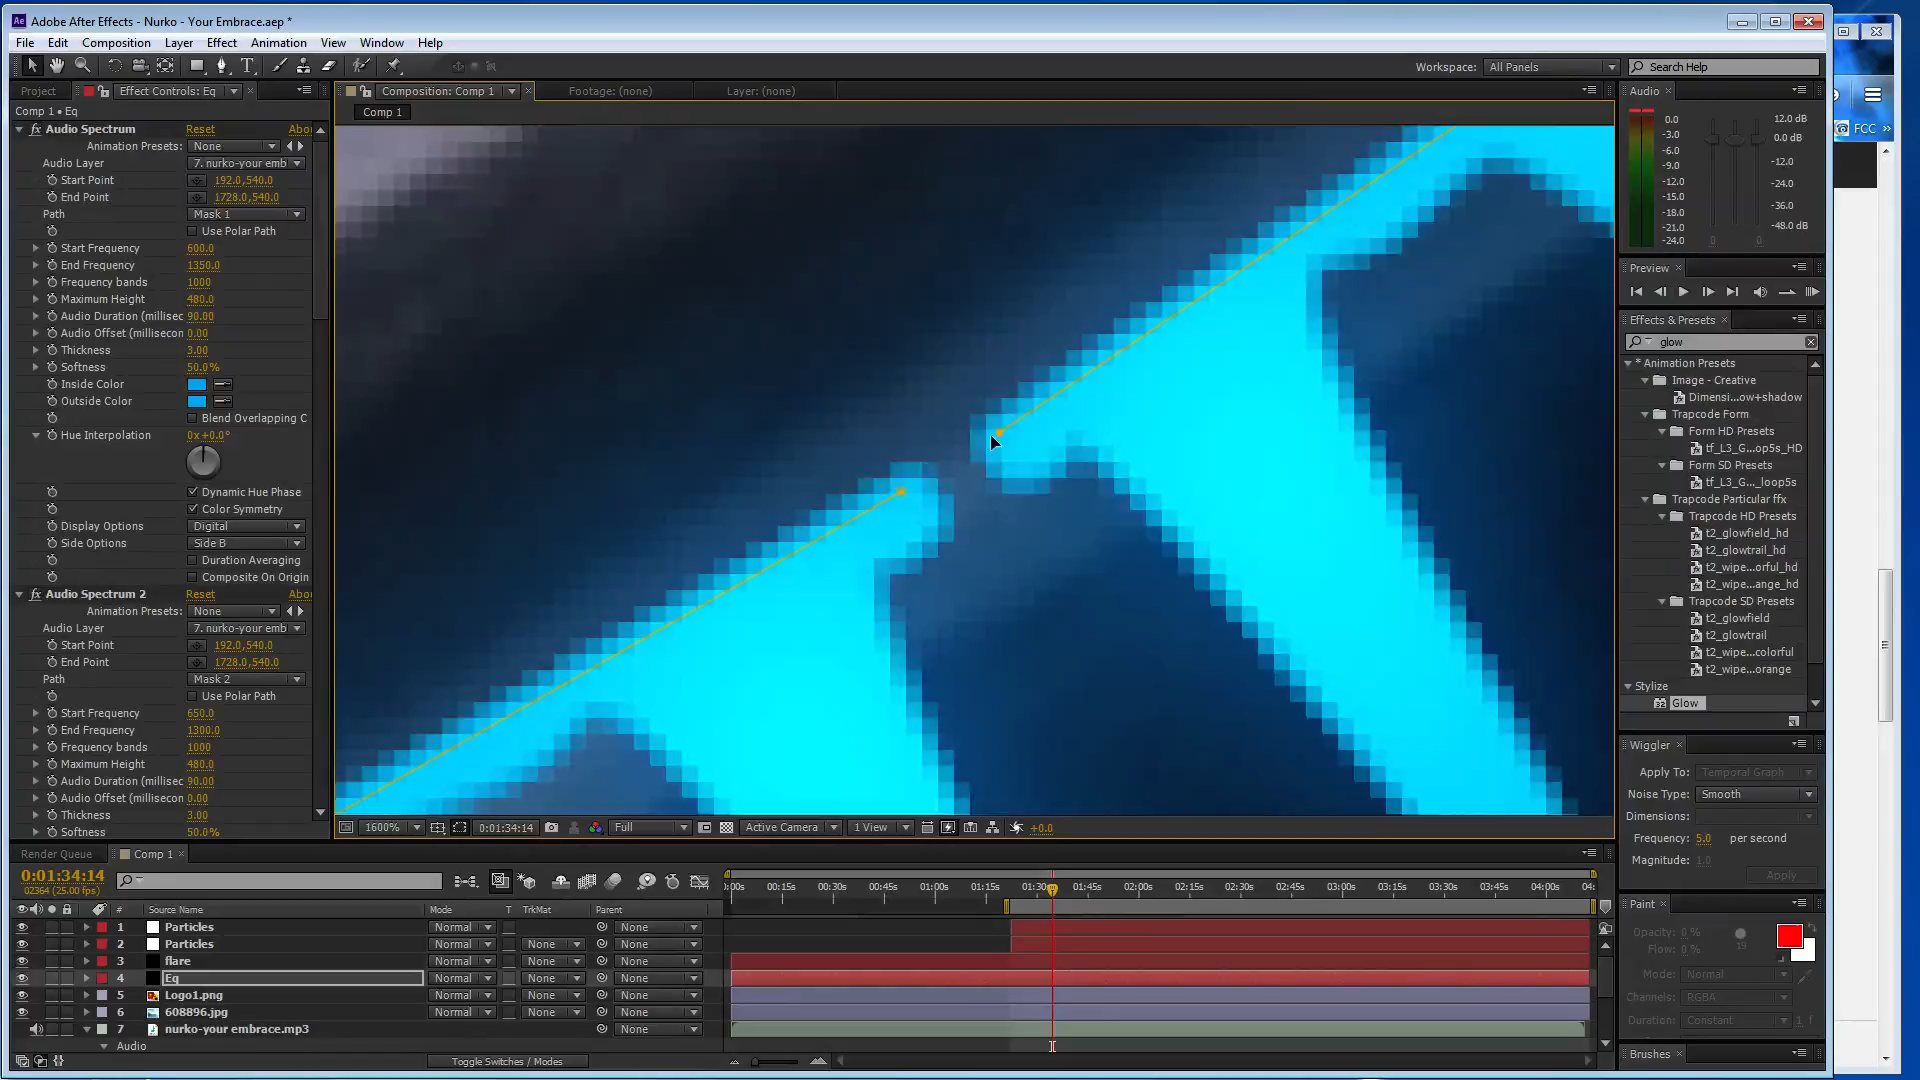 Adobe After Effects - Nurko - Your Embrace.aep *
File Edit Composition Layer Effect Animation View Window Help
Workspace: All Panels Search Help
Project Effect Controls: Eq Composition: Comp 1 Footage: (none) Layer: (none) Audio
Comp 1 • Eq Comp 1
Audio Spectrum Reset Abo
Animation Presets: None
Audio Layer 7. nurko-your emb
Start Point 192.0,540.0
End Point 1728.0,540.0
Path Mask 1
Use Polar Path
Start Frequency 600.0
End Frequency 1350.0
Frequency bands 1000
Maximum Height 480.0
Audio Duration (millisec 90.00
Audio Offset (millisecon 0.00
Thickness 3.00
Softness 50.0%
Inside Color
Outside Color
Blend Overlapping C
Hue Interpolation 0x+0.0°
Dynamic Hue Phase
Color Symmetry
Display Options Digital
Side Options Side B
Duration Averaging
Composite On Origin
Audio Spectrum 2 Reset Abo
Animation Presets: None
Audio Layer 7. nurko-your emb
Start Point 192.0,540.0
End Point 1728.0,540.0
Path Mask 2
Use Polar Path
Start Frequency 650.0
End Frequency 1300.0
Frequency bands 1000
Maximum Height 480.0
Audio Duration (millisec 90.00
Audio Offset (millisecon 0.00
Thickness 3.00
Softness 50.0%
1600% 0:01:34:14 Full Active Camera 1 View +0.0
0.0 12.0 dB
-3.0 0.0 dB
-6.0
-9.0 -12.0
-12.0
-15.0 -24.0
-18.0 -36.0
-21.0
-24.0 -48.0 dB
0 0
Preview
Effects & Presets
glow
* Animation Presets
Image - Creative
Dimensi...ow+shadow
Trapcode Form
Form HD Presets
tf_L3_G...op5s_HD
Form SD Presets
tf_L3_G..._loop5s
Trapcode Particular ffx
Trapcode HD Presets
t2_glowfield_hd
t2_glowtrail_hd
t2_wipe...orful_hd
t2_wipe...ange_hd
Trapcode SD Presets
t2_glowfield
t2_glowtrail
t2_wipe...colorful
t2_wipe...orange
Stylize
32 Glow
Wiggler
Apply To: Temporal Graph
Noise Type: Smooth
Dimensions:
Frequency: 5.0 per second
Magnitude: 1.0
Apply
Paint
Opacity: 0 %
Flow: 0 % 19
Mode: Normal
Channels: RGBA
Duration: Constant 1 f
Brushes
FCC »
Render Queue Comp 1
0:01:34:14
02364 (25.00 fps)
:00s 00:15s 00:30s 00:45s 01:00s 01:15s 01:30s 01:45s 02:00s 02:15s 02:30s 02:45s 03:00s 03:15s 03:30s 03:45s 04:00s 04:
# Source Name Mode T TrkMat Parent
1 Particles Normal None
2 Particles Normal None None
3 flare Normal None None
4 Eq Normal None None
5 Logo1.png Normal None None
6 608896.jpg Normal None None
7 nurko-your embrace.mp3 None
Audio
Toggle Switches / Modes